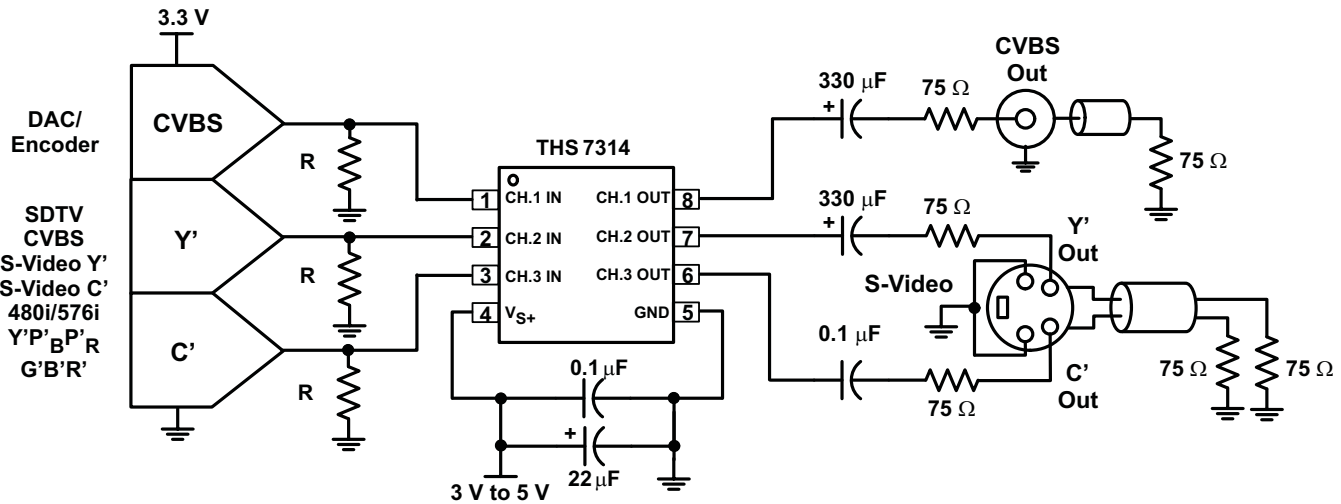 3.3 V
DAC/
Encoder
SDTV
CVBS
S-Video Y'
S-Video C'
480i/576i
Y'P'BP'R
G'B'R'
CVBS
Y'
C'
R
R
R
THS 7314
1 CH.1 IN
2 CH.2 IN
3 CH.3 IN
4 VS+
CH.1 OUT 8
CH.2 OUT 7
CH.3 OUT 6
GND 5
0.1 μF
+
22 μF
3 V to 5 V
330 μF
+
75 Ω
CVBS
Out
75 Ω
330 μF
+
75 Ω
Y'
Out
S-Video
0.1 μF
75 Ω
C'
Out
75 Ω
75 Ω